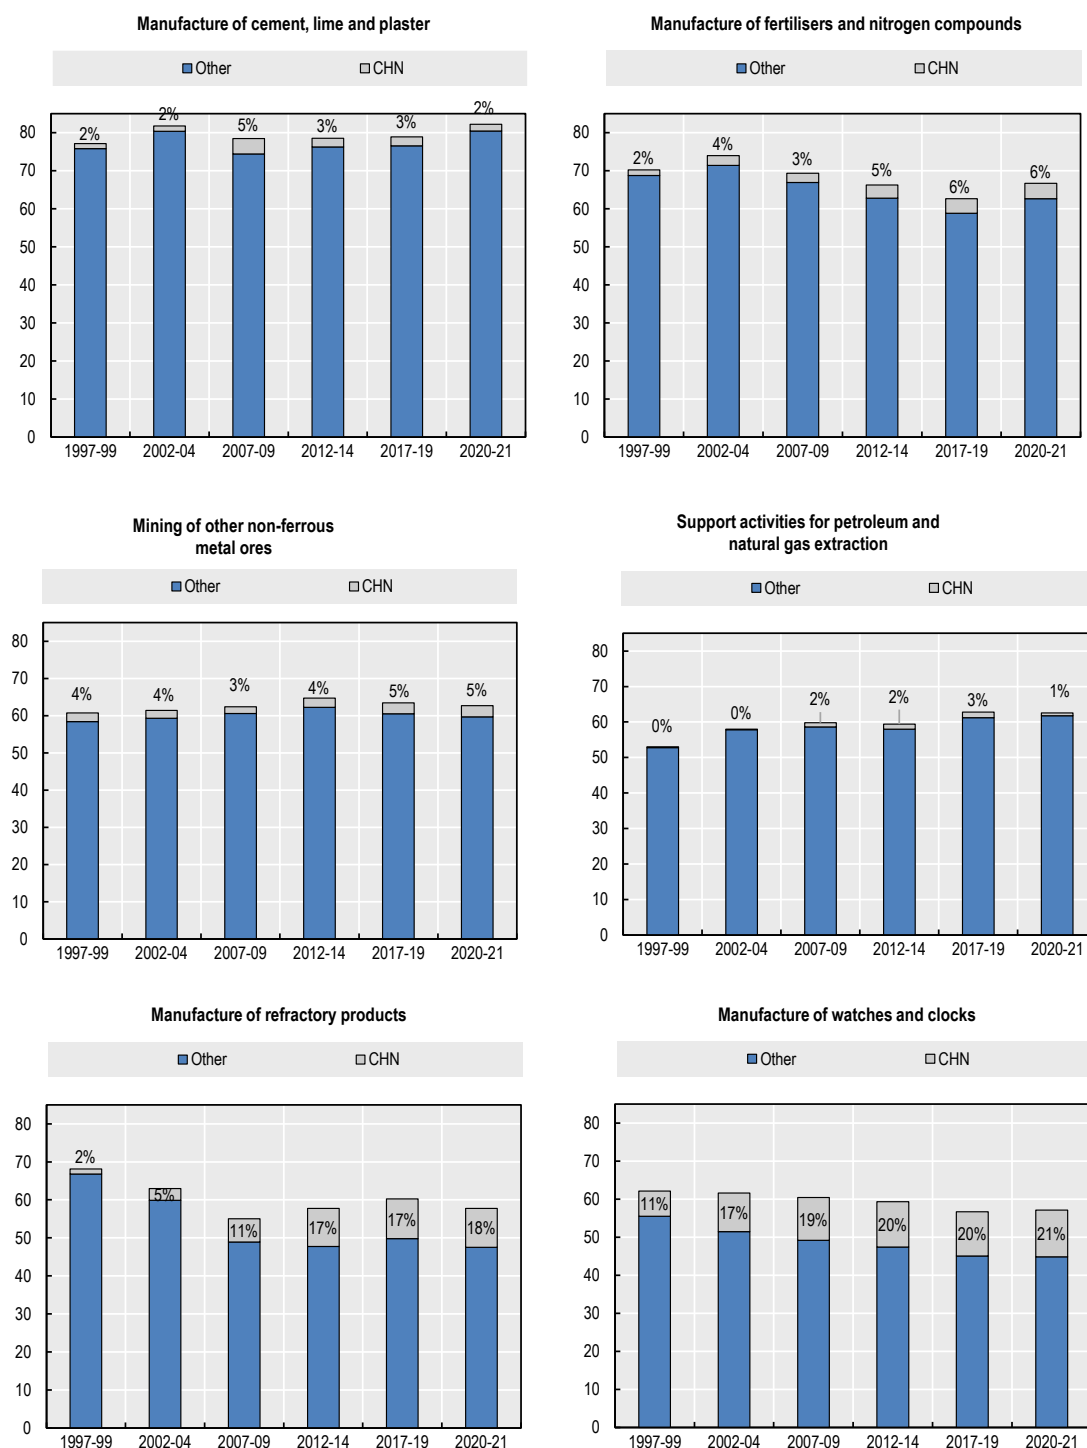 Manufacture of cement, lime and plaster
Other CHN
2% 2% 5% 3% 3% 2%
80
70
60
50
40
30
20
10
0
1997-99 2002-04 2007-09 2012-14 2017-19 2020-21
Manufacture of fertilisers and nitrogen compounds
Other CHN
2% 4% 3% 5% 6% 6%
80
70
60
50
40
30
20
10
0
1997-99 2002-04 2007-09 2012-14 2017-19 2020-21
Mining of other non-ferrous
metal ores
Other CHN
4% 4% 3% 4% 5% 5%
80
70
60
50
40
30
20
10
0
1997-99 2002-04 2007-09 2012-14 2017-19 2020-21
Support activities for petroleum and
natural gas extraction
Other CHN
0% 0% 2% 2% 3% 1%
80
70
60
50
40
30
20
10
0
1997-99 2002-04 2007-09 2012-14 2017-19 2020-21
Manufacture of refractory products
Other CHN
2% 5% 11% 17% 17% 18%
80
70
60
50
40
30
20
10
0
1997-99 2002-04 2007-09 2012-14 2017-19 2020-21
Manufacture of watches and clocks
Other CHN
11% 17% 19% 20% 20% 21%
80
70
60
50
40
30
20
10
0
1997-99 2002-04 2007-09 2012-14 2017-19 2020-21